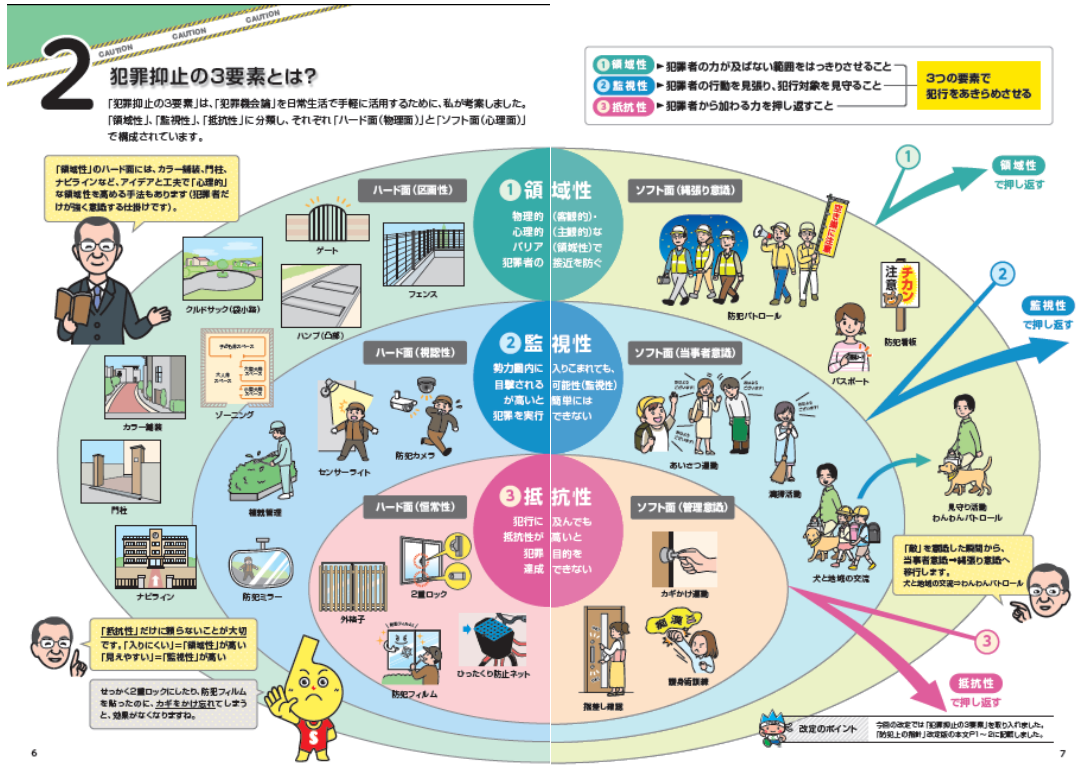 CAUTION
CAUTION
CAUTION
2
犯罪抑止の3要素とは?
「犯罪抑止の3要素」は、「犯罪機会論」を日常生活で手軽に活用するために、私が考案しました。
「領域性」、「監視性」、「抵抗性」に分類し、それぞれ「ハード面(物理面)」と「ソフト面(心理面)」
で構成されています。
①領域性 ▶犯罪者の力が及ばない範囲をはっきりさせること
②監視性 ▶犯罪者の行動を見張り、犯行対象を見守ること
③抵抗性 ▶犯罪者から加わる力を押し返すこと
3つの要素で
犯行をあきらめさせる
「領域性」のハード面には、カラー舗装、門柱、
ナビラインなど、アイデアと工夫で「心理的」
な領域性を高める手法もあります(犯罪者だ
けが強く意識する仕掛けです)。
ハード面(区画性)
①領域性
物理的(客観的)・
心理的(主観的)な
バリア(領域性)で
犯罪者の接近を防ぐ
ソフト面(縄張り意識)
ゲート
フェンス
クルドサック(袋小路)
ハンプ(凸部)
空き巣に注意
防犯パトロール
チカン
注意
防犯看板
パスポート
1
領域性
で押し返す
2
監視性
で押し返す
子ども用スペース
大人用
スペース
ゾーニング
カラー舗装
門柱
ナビライン
ハード面(視認性)
②監視性
勢力圏内に入りこまれても、
目撃される可能性(監視性)
が高いと簡単には
犯罪を実行できない
ソフト面(当事者意識)
センサーライト
防犯カメラ
植栽管理
防犯ミラー
あいさつ運動
清掃活動
犬と地域の交流
見守り活動
わんわんパトロール
ハード面(恒常性)
③抵抗性
犯行に及んでも
抵抗性が高いと
犯罪目的を
達成できない
ソフト面(管理意識)
2重ロック
外格子
防犯フィルム
ひったくり防止ネット
カギかけ運動
指差し確認
痴漢
護身術訓練
「敵」を意識した瞬間から、
当事者意識→縄張り意識へ
移行します。
犬と地域の交流⇒わんわんパトロール
3
抵抗性
で押し返す
「抵抗性」だけに頼らないことが大切
です。「入りにくい」=「領域性」が高い
「見えやすい」=「監視性」が高い
せっかく2重ロックにしたり、防犯フィルム
を貼ったのに、カギをかけ忘れてしまう
と、効果がなくなりますね。
S
改定のポイント
今回の改定では「犯罪抑止の3要素」を取り入れました。
「防犯上の指針」改定版の本文P1～2に記載しました。
6
7